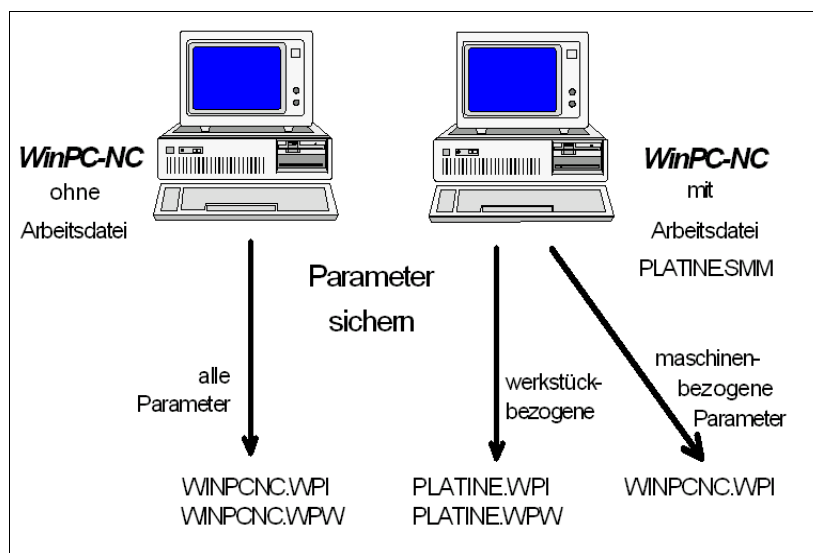 WinPC-NC
ohne
Arbeitsdatei
WinPC-NC
mit
Arbeitsdatei
PLATINE.SMM
Parameter
sichern
alle
Parameter
werkstück-
bezogene
maschinen-
bezogene
Parameter
WINPCNC.WPI
WINPCNC.WPW
PLATINE.WPI
PLATINE.WPW
WINPCNC.WPI